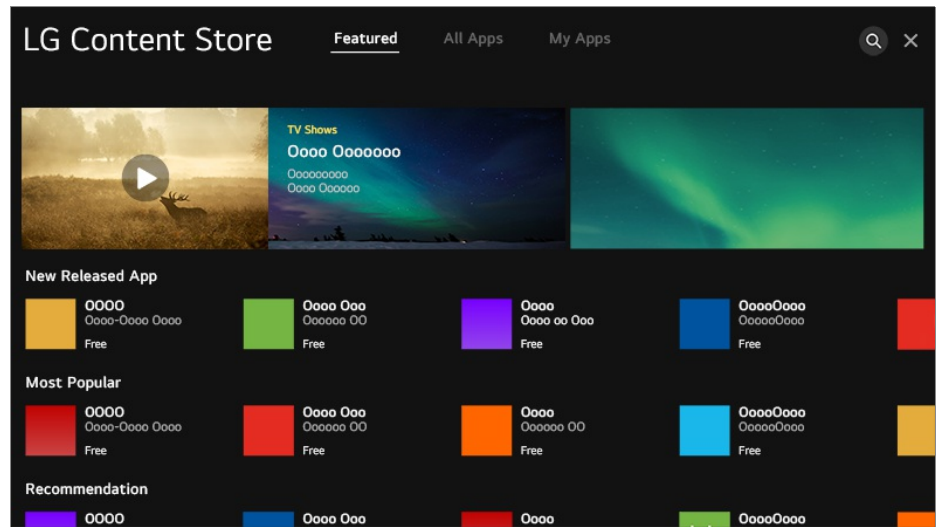 LG Content Store
Featured
All Apps
My Apps
TV Shows
Oooo Ooooooo
Ooooooooo
Oooo Oooooo
New Released App
OOOO
Oooo-Oooo Oooo
Free
Oooo Ooo
Oooooo OO
Free
Oooo
Oooo oo Ooo
Free
OoooOooo
OooooOooo
Free
Most Popular
OOOO
Oooo-Oooo Oooo
Free
Oooo Ooo
Oooooo OO
Free
Oooo
Oooooo OO
Free
OoooOooo
OooooOooo
Free
Recommendation
OOOO
Oooo Ooo
Oooo
OoooOooo